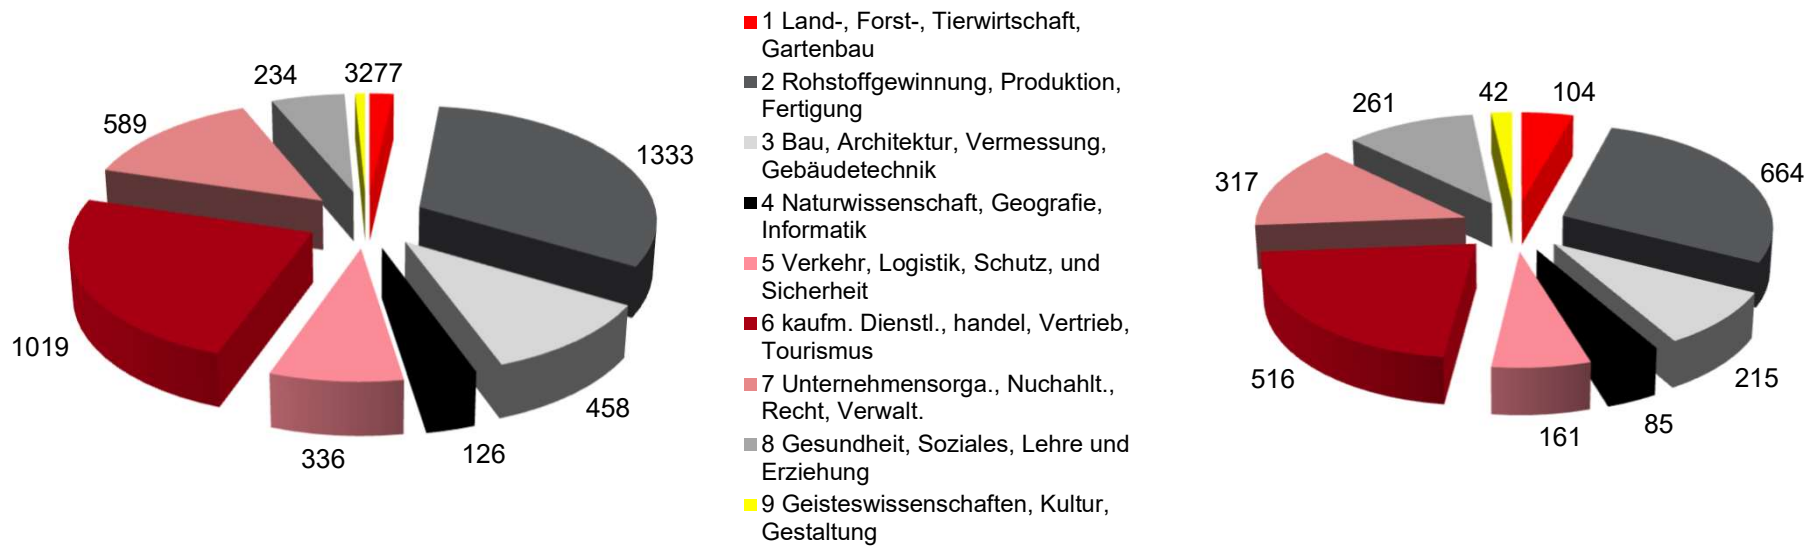 234
3277
589
1333
1019
458
336
126
1 Land-, Forst-, Tierwirtschaft,
Gartenbau
2 Rohstoffgewinnung, Produktion,
Fertigung
3 Bau, Architektur, Vermessung,
Gebäudetechnik
4 Naturwissenschaft, Geografie,
Informatik
5 Verkehr, Logistik, Schutz, und
Sicherheit
6 kaufm. Dienstl., handel, Vertrieb,
Tourismus
7 Unternehmensorga., Nuchahlt.,
Recht, Verwalt.
8 Gesundheit, Soziales, Lehre und
Erziehung
9 Geisteswissenschaften, Kultur,
Gestaltung
42
104
261
664
317
516
215
161
85